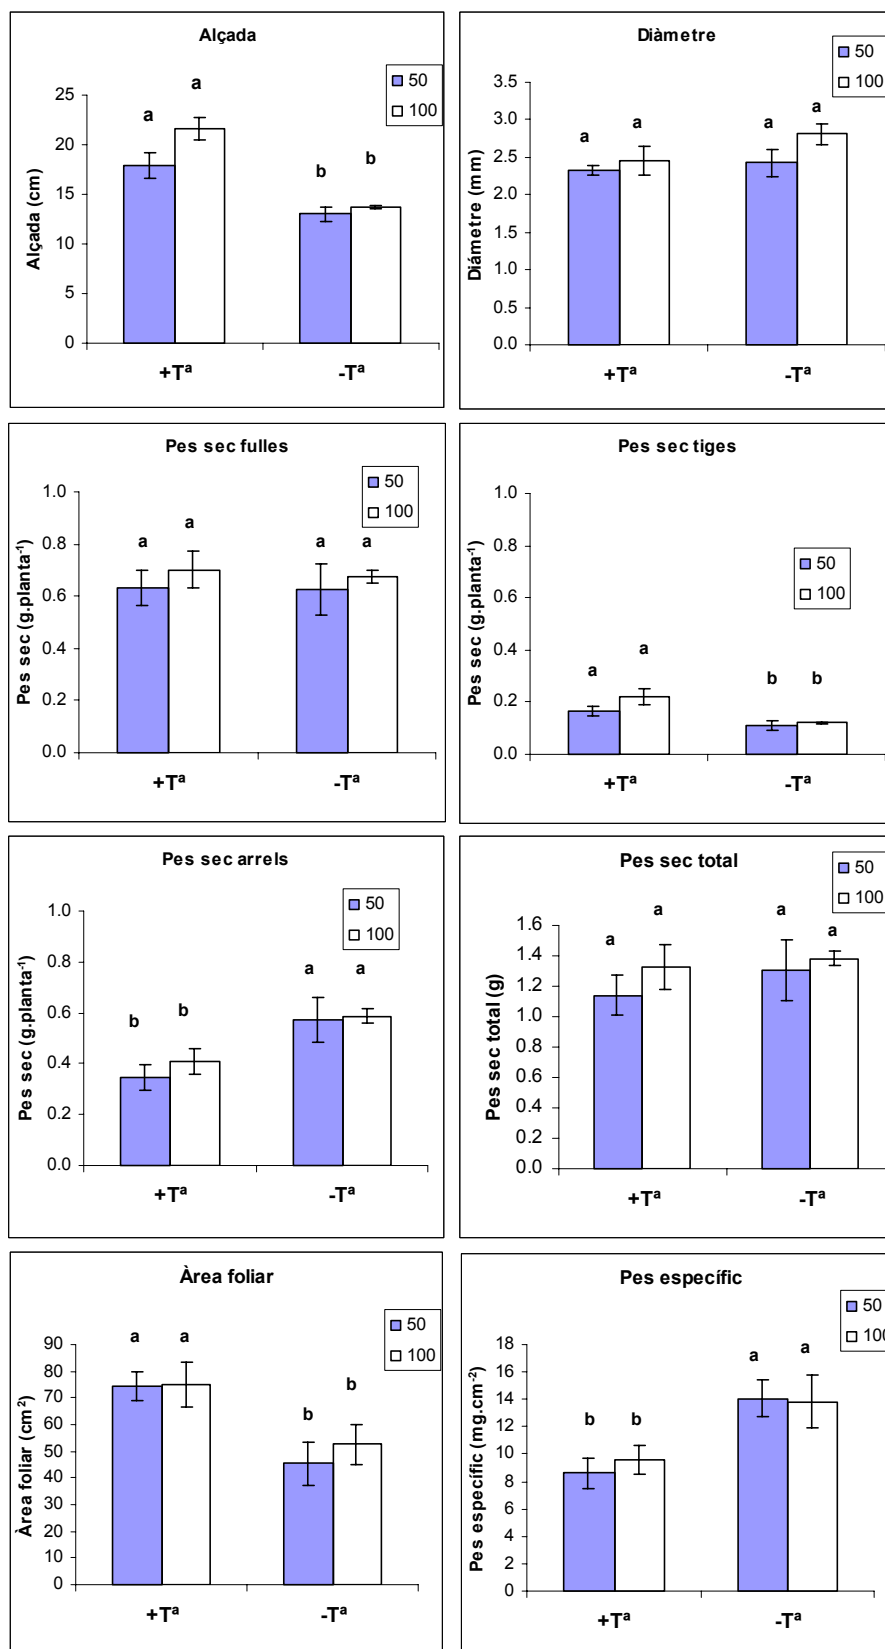 Alçada
50
100
a
a
b
b
25
20
15
10
5
0
Alçada (cm)
+Tª
-Tª
Diàmetre
50
100
a
a
a
a
3.5
3.0
2.5
2.0
1.5
1.0
0.5
0.0
Diámetre (mm)
+Tª
-Tª
Pes sec fulles
50
100
a
a
a
a
1.0
0.8
0.6
0.4
0.2
0.0
Pes sec (g.planta⁻¹)
+Tª
-Tª
Pes sec tiges
50
100
a
a
b
b
1.0
0.8
0.6
0.4
0.2
0.0
Pes sec (g.planta⁻¹)
+Tª
-Tª
Pes sec arrels
50
100
b
b
a
a
1.0
0.8
0.6
0.4
0.2
0.0
Pes sec (g.planta⁻¹)
+Tª
-Tª
Pes sec total
50
100
a
a
a
a
1.6
1.4
1.2
1.0
0.8
0.6
0.4
0.2
0.0
Pes sec total (g)
+Tª
-Tª
Àrea foliar
50
100
a
a
b
b
90
80
70
60
50
40
30
20
10
0
Àrea foliar (cm²)
+Tª
-Tª
Pes específic
50
100
b
b
a
a
18
16
14
12
10
8
6
4
2
0
Pes específic (mg.cm⁻²)
+Tª
-Tª